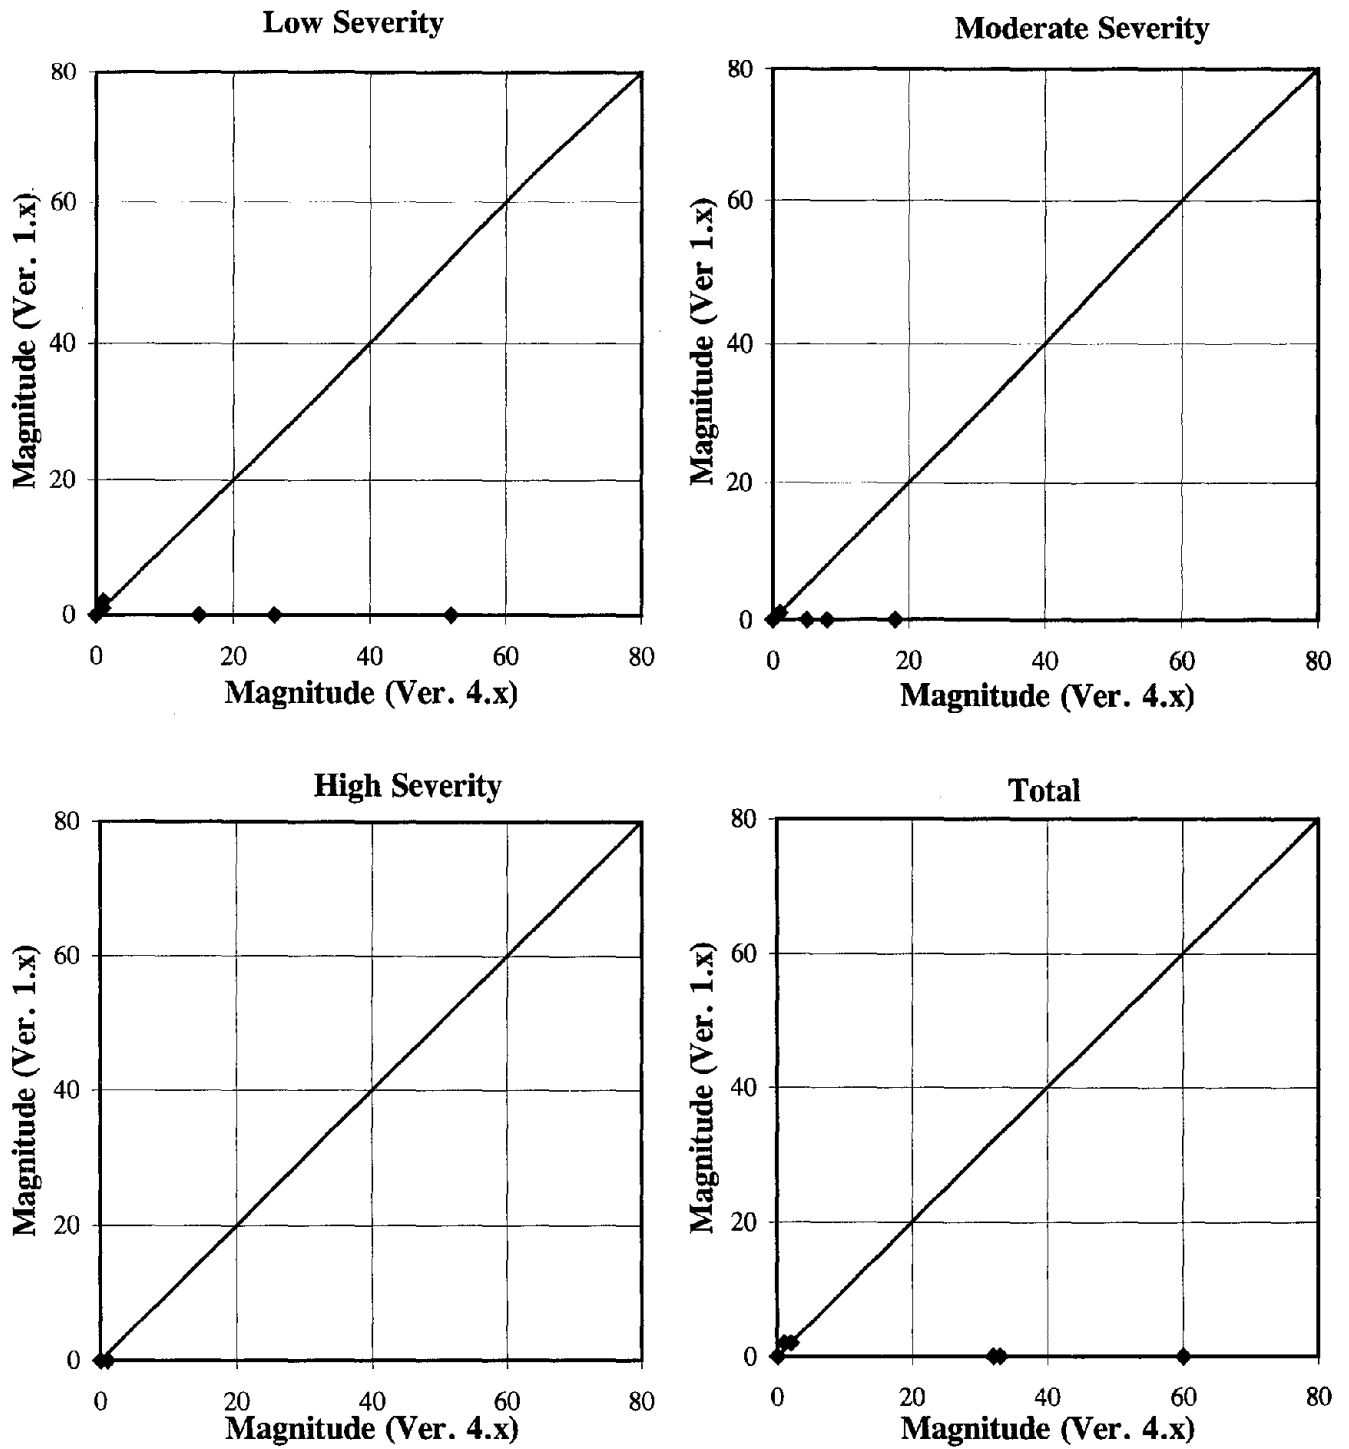 Low Severity
80
60
40
20
0
0 20 40 60 80
Magnitude (Ver. 1.x)
Magnitude (Ver. 4.x)
Moderate Severity
80
60
40
20
0
0 20 40 60 80
Magnitude (Ver 1.x)
Magnitude (Ver. 4.x)
High Severity
80
60
40
20
0
0 20 40 60 80
Magnitude (Ver. 1.x)
Magnitude (Ver. 4.x)
Total
80
60
40
20
0
0 20 40 60 80
Magnitude (Ver. 1.x)
Magnitude (Ver. 4.x)